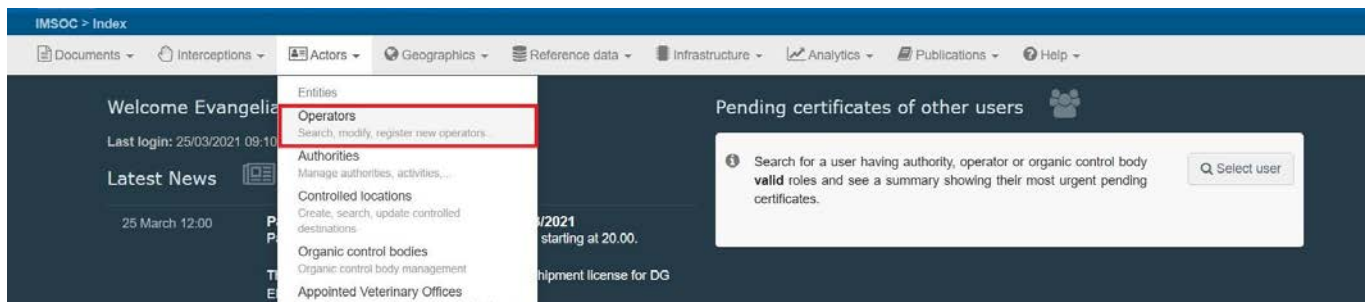 IMSOC > Index
Documents Interceptions Actors Geographics Reference data Infrastructure Analytics Publications Help
Welcome Evangelia
Last login: 25/03/2021 09:10
Latest News
25 March 12:00
/2021
starting at 20.00.
hipment license for DG
Entities
Operators
Search, modify, register new operators...
Authorities
Manage authorities, activities,...
Controlled locations
Create, search, update controlled
destinations
Organic control bodies
Organic control body management
Appointed Veterinary Offices
Pending certificates of other users
Search for a user having authority, operator or organic control body
valid roles and see a summary showing their most urgent pending
certificates.
Select user